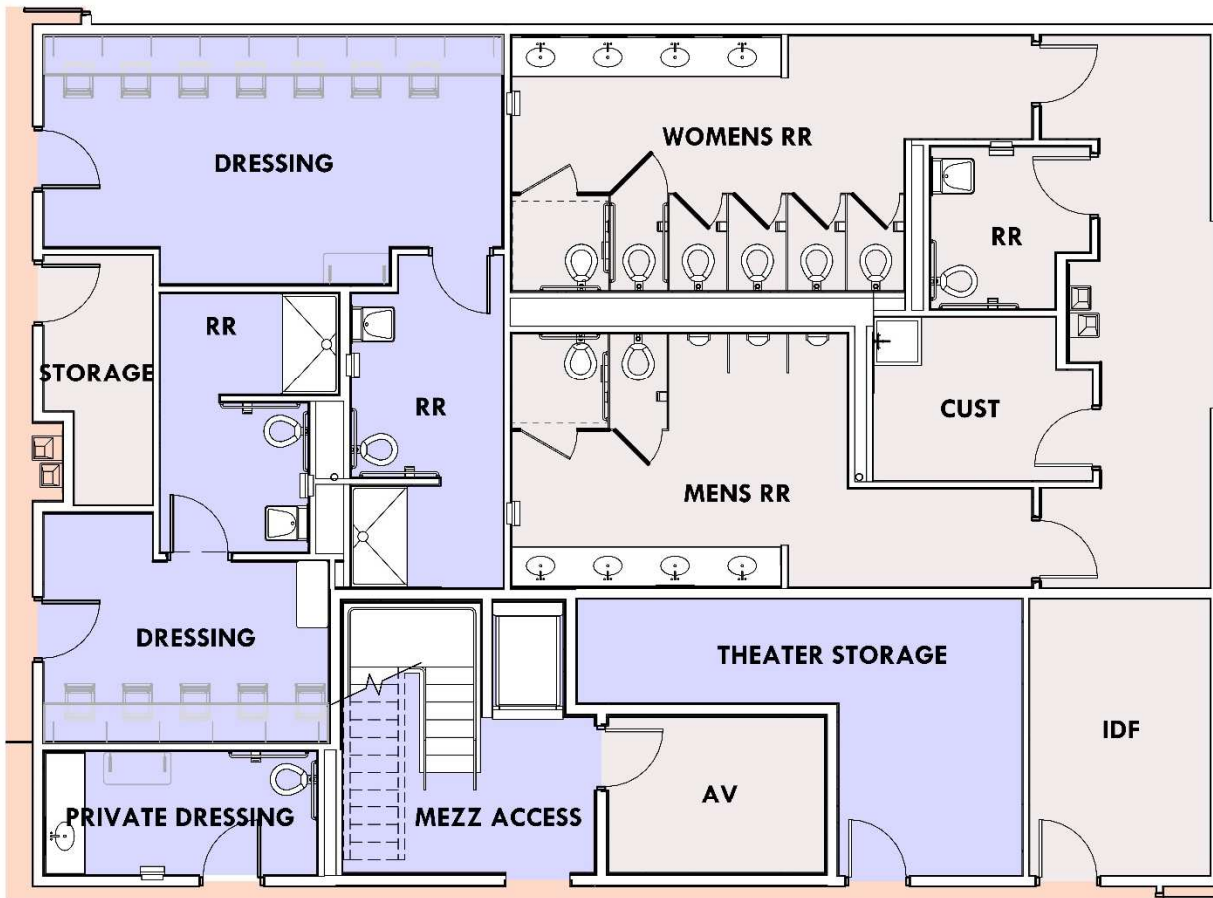 WOMENS RR
DRESSING
RR
RR
STORAGE
RR
CUST
MENS RR
DRESSING
THEATER STORAGE
IDF
AV
PRIVATE DRESSING
MEZZ ACCESS